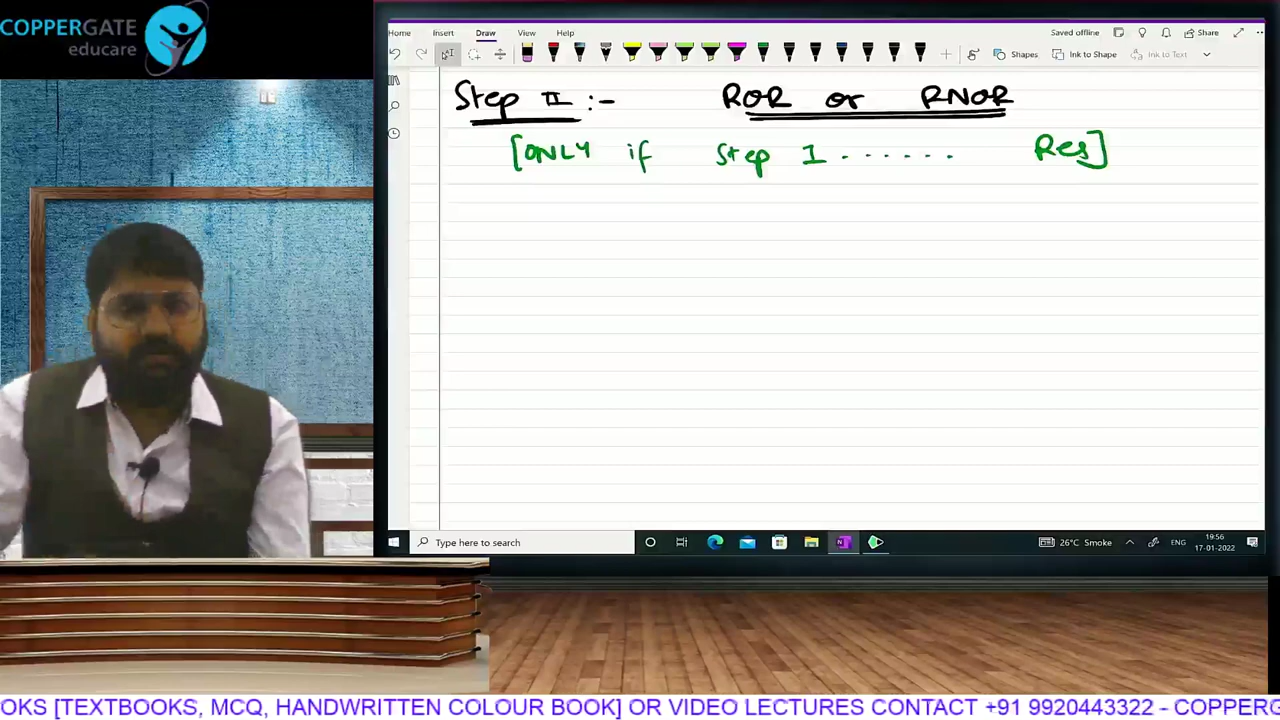 COPPERGATE
educare
Home Insert Draw View Help
Saved offline
Share
Shapes
Ink to Shape
Ink to Text
Step II :- ROR or RNOR
[ONLY if Step 1 ...... Res]
Type here to search
26°C Smoke
ENG
19:56
17-01-2022
OKS [TEXTBOOKS, MCQ, HANDWRITTEN COLOUR BOOK] OR VIDEO LECTURES CONTACT +91 9920443322 - COPPERG